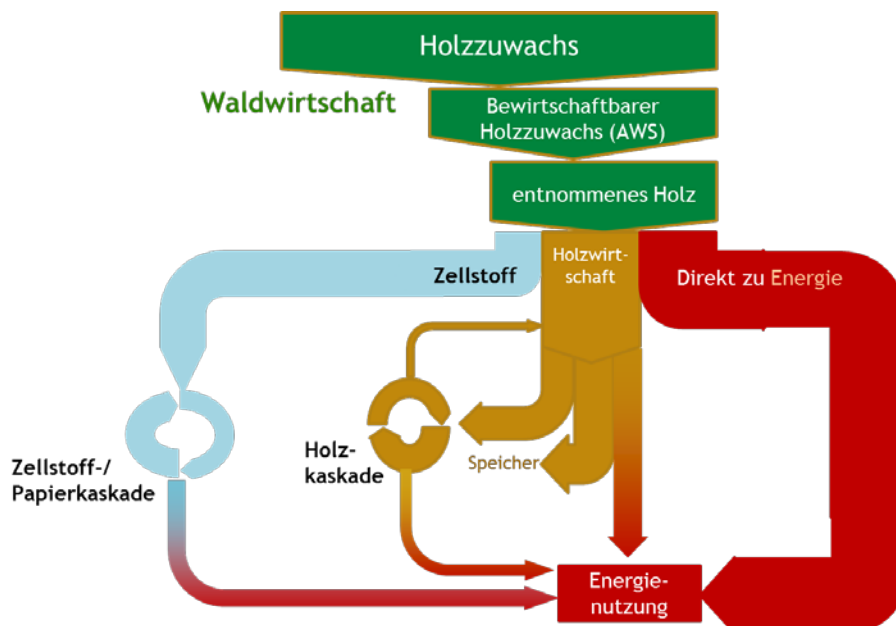 Holzzuwachs
Waldwirtschaft
Bewirtschaftbarer
Holzzuwachs (AWS)
entnommenes Holz
Zellstoff
Holzwirt-
schaft
Direkt zu Energie
Zellstoff-/
Papierkaskade
Holz-
kaskade
Speicher
Energie-
nutzung